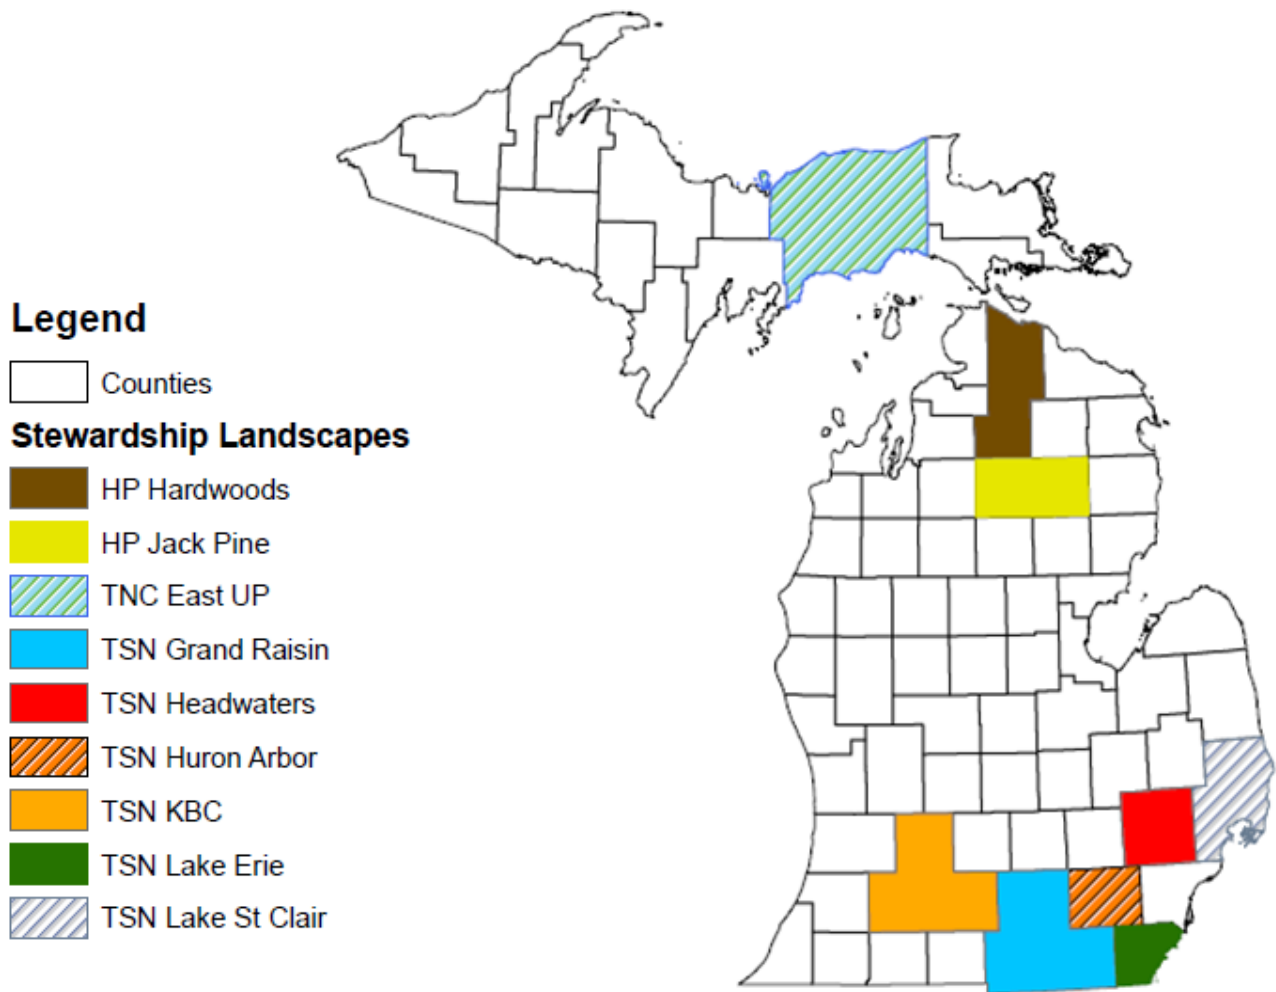 Legend
Counties
Stewardship Landscapes
HP Hardwoods
HP Jack Pine
TNC East UP
TSN Grand Raisin
TSN Headwaters
TSN Huron Arbor
TSN KBC
TSN Lake Erie
TSN Lake St Clair